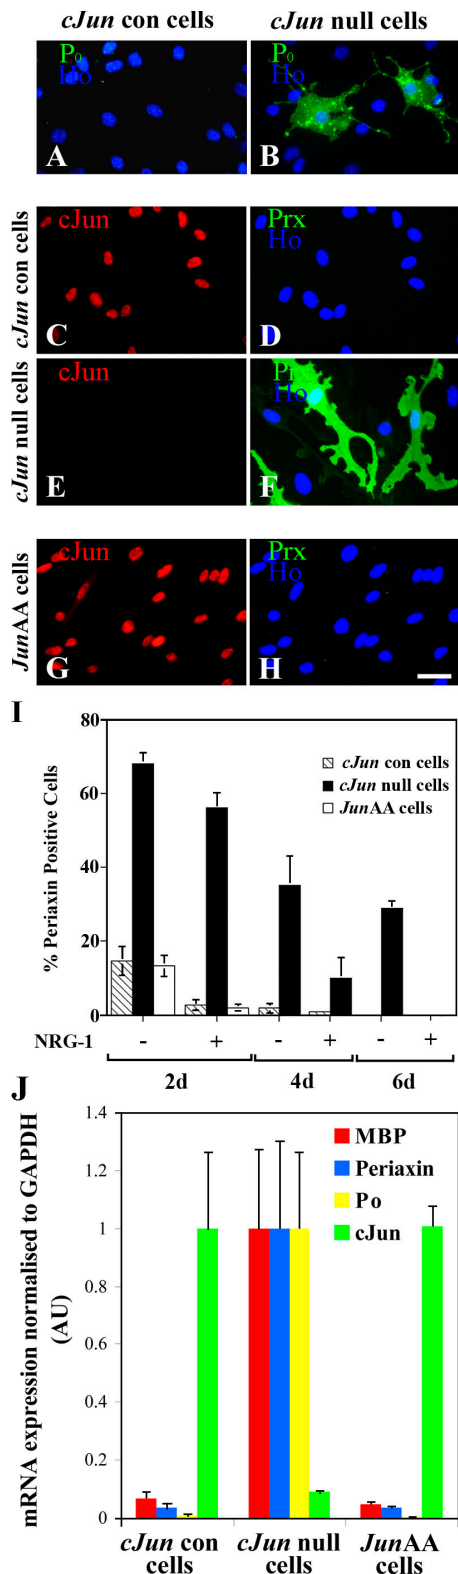 cJun con cells
cJun null cells
P0
Ho
A
P0
Ho
B
cJun con cells
cJun
C
Prx
Ho
D
cJun null cells
cJun
E
Prx
Ho
F
JunAA cells
cJun
G
Prx
Ho
H
I
80
60
40
20
0
% Periaxin Positive Cells
cJun con cells
cJun null cells
JunAA cells
NRG-1
- + - + - +
2d 4d 6d
J
1.4
1.2
1
0.8
0.6
0.4
0.2
0
mRNA expression normalised to GAPDH
(AU)
MBP
Periaxin
Po
cJun
cJun con cells
cJun null cells
JunAA cells